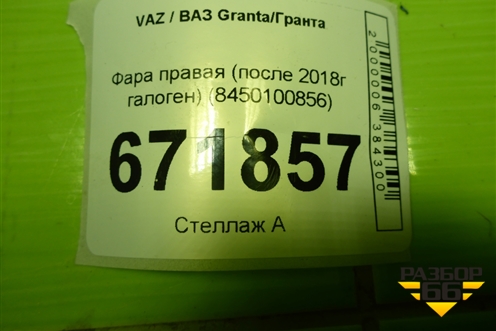 VAZ / ВАЗ Granta/Гранта
Фара правая (после 2018г
галоген) (8450100856)
671857
Стеллаж А
2000006384300
РАЗБОР
66